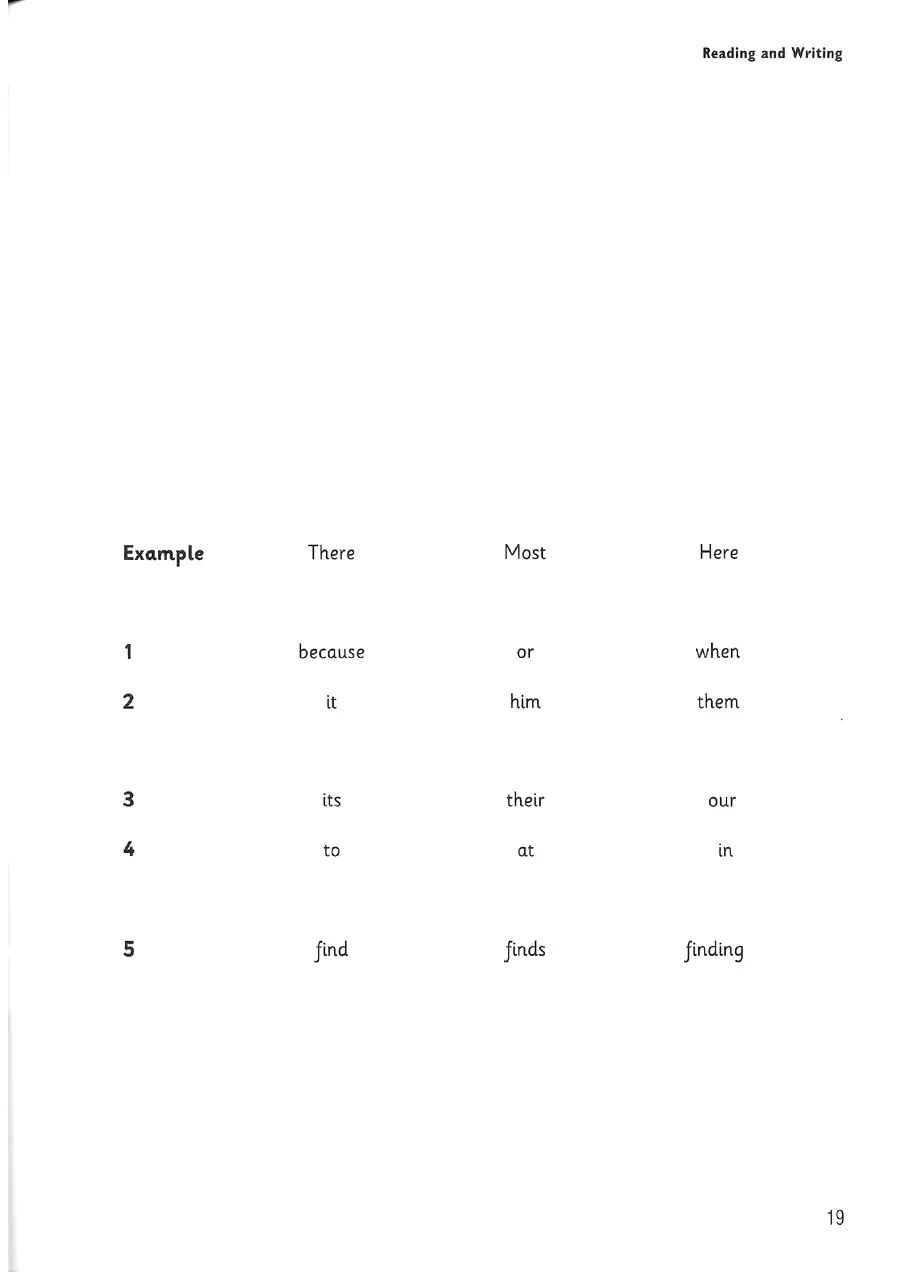 Reading and Writing
Example There Most Here
1 because or when
2 it him them
3 its their our
4 to at in
5 find finds finding
19